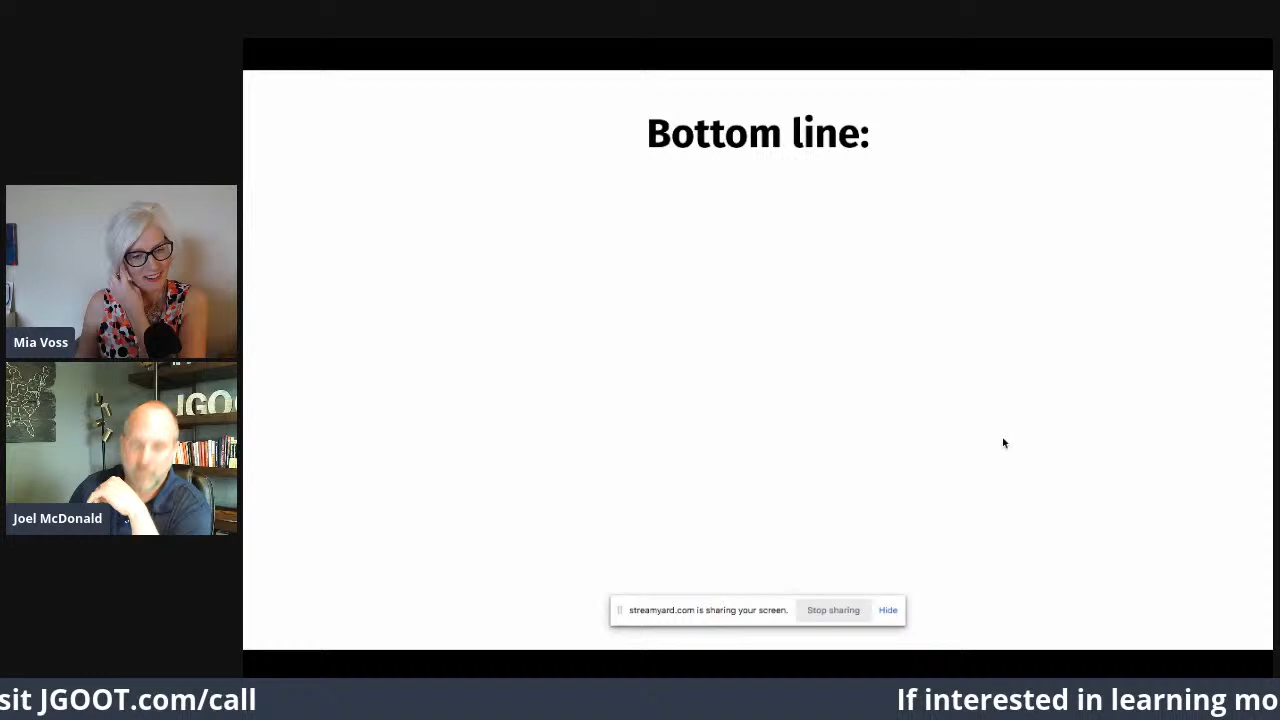 Bottom line:
Mia Voss
JGO
Joel McDonald
streamyard.com is sharing your screen.
Stop sharing
Hide
sit JGOOT.com/call
If interested in learning mo